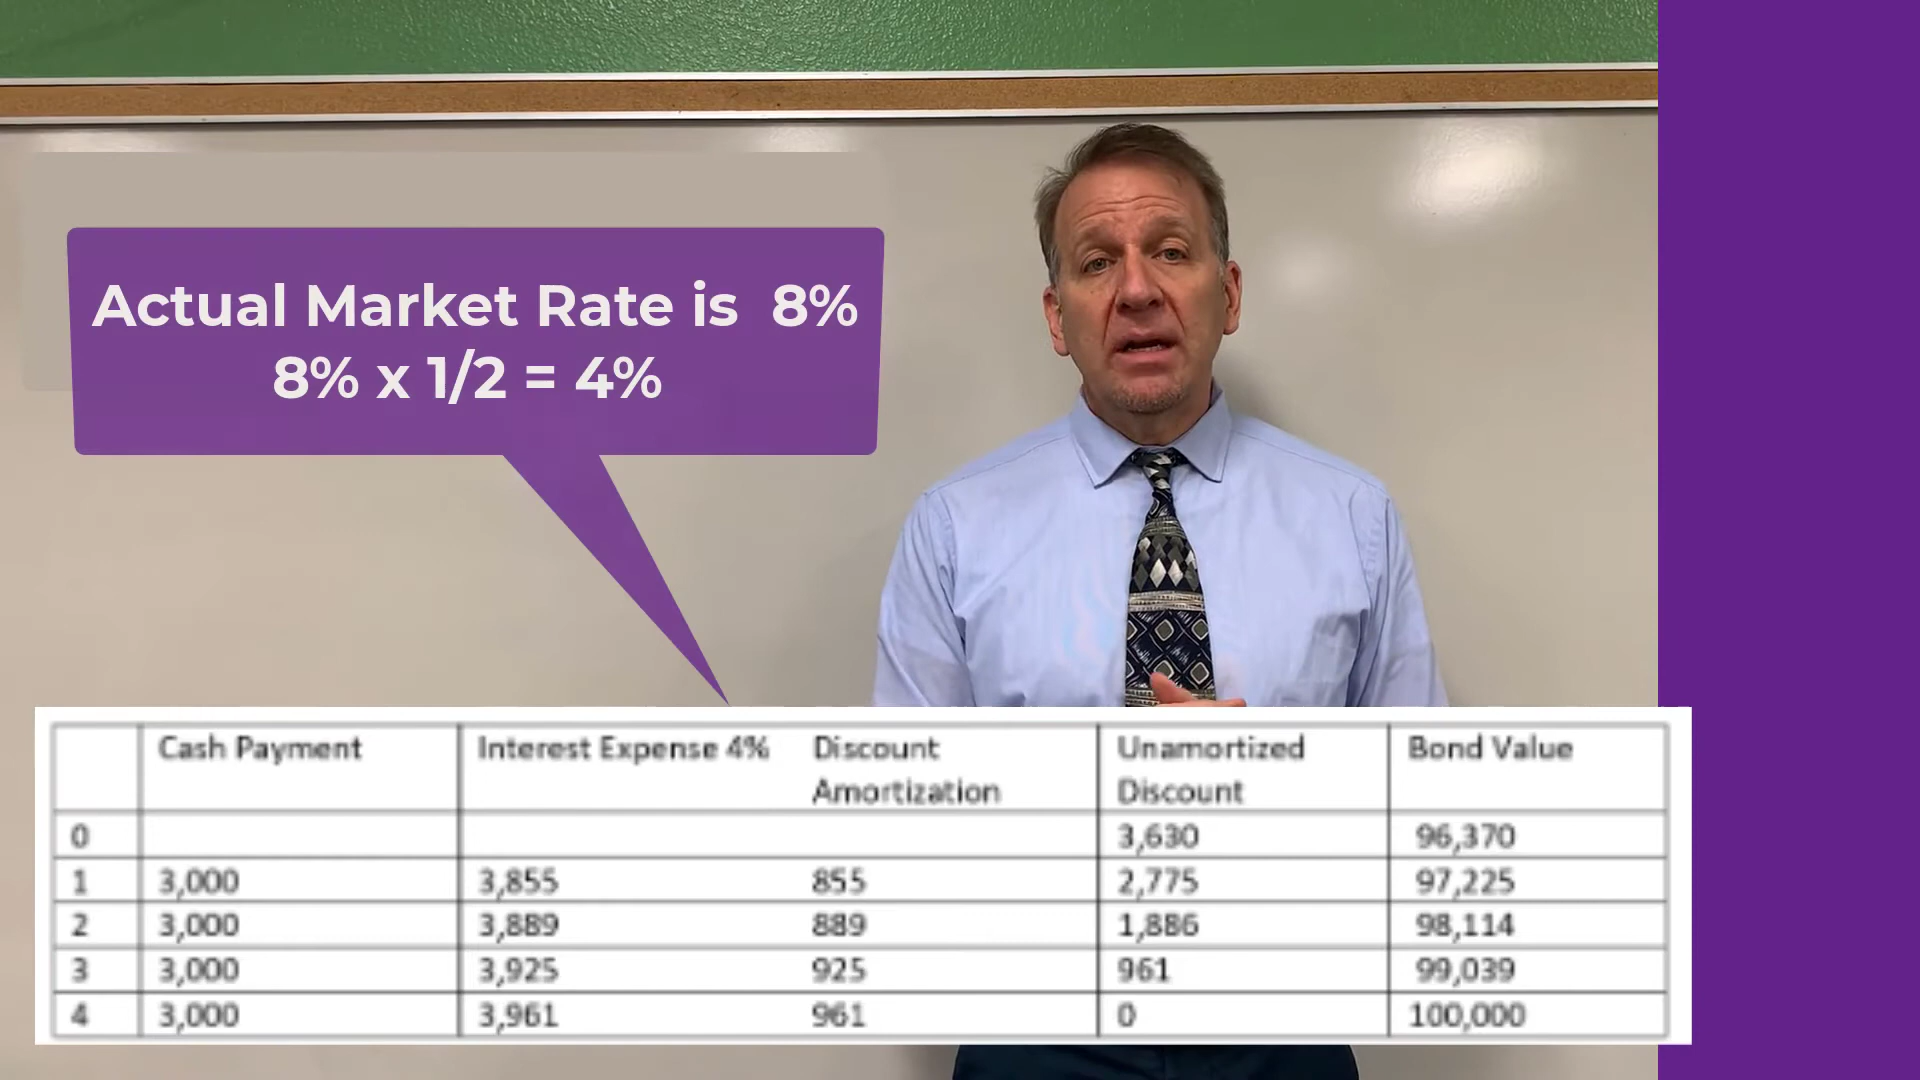 Actual Market Rate is 8%
8% x 1/2 = 4%
Cash Payment Interest Expense 4% Discount Unamortized Bond Value
Amortization Discount
0 3,630 96,370
1 3,000 3,855 855 2,775 97,225
2 3,000 3,889 889 1,886 98,114
3 3,000 3,925 925 961 99,039
4 3,000 3,961 961 0 100,000